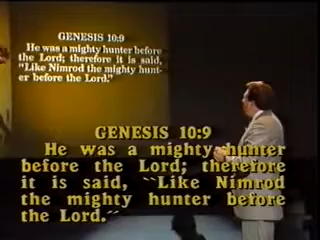 GENESIS 10:9
He was a mighty hunter before
the Lord; therefore it is said,
"Like Nimrod the mighty hunt-
er before the Lord."
GENESIS 10:9
He was a mighty hunter
before the Lord; therefore
it is said, ``Like Nimrod
the mighty hunter before
the Lord.´´